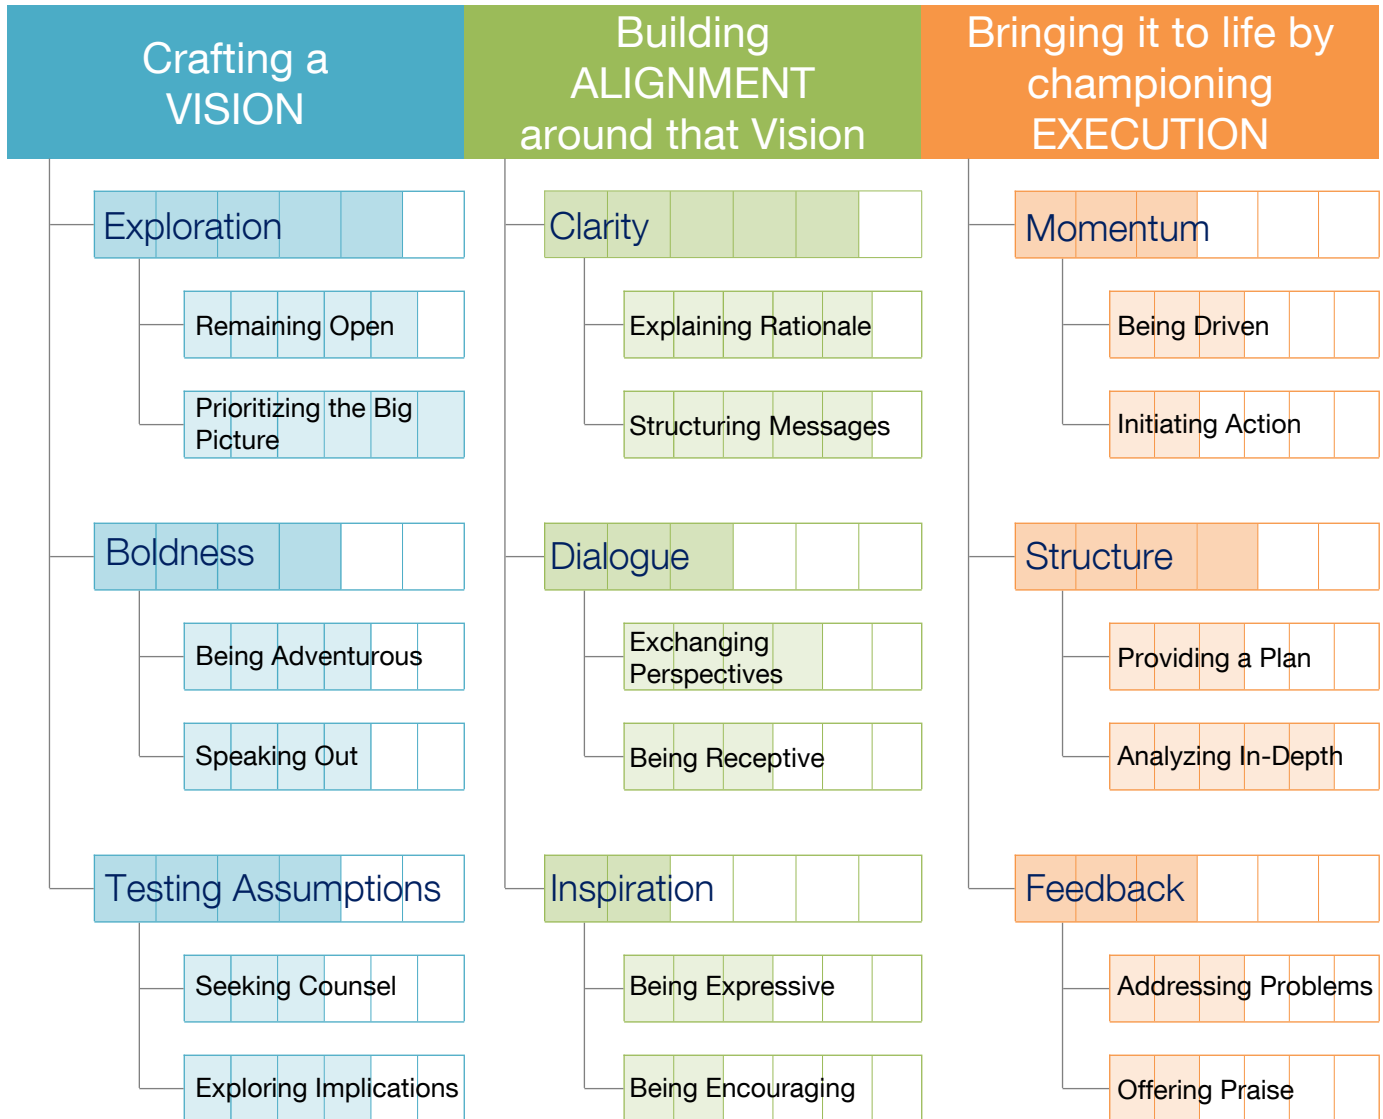 Crafting a
VISION
Exploration
Remaining Open
Prioritizing the Big
Picture
Boldness
Being Adventurous
Speaking Out
Testing Assumptions
Seeking Counsel
Exploring Implications
Building
ALIGNMENT
around that Vision
Clarity
Explaining Rationale
Structuring Messages
Dialogue
Exchanging
Perspectives
Being Receptive
Inspiration
Being Expressive
Being Encouraging
Bringing it to life by
championing
EXECUTION
Momentum
Being Driven
Initiating Action
Structure
Providing a Plan
Analyzing In-Depth
Feedback
Addressing Problems
Offering Praise